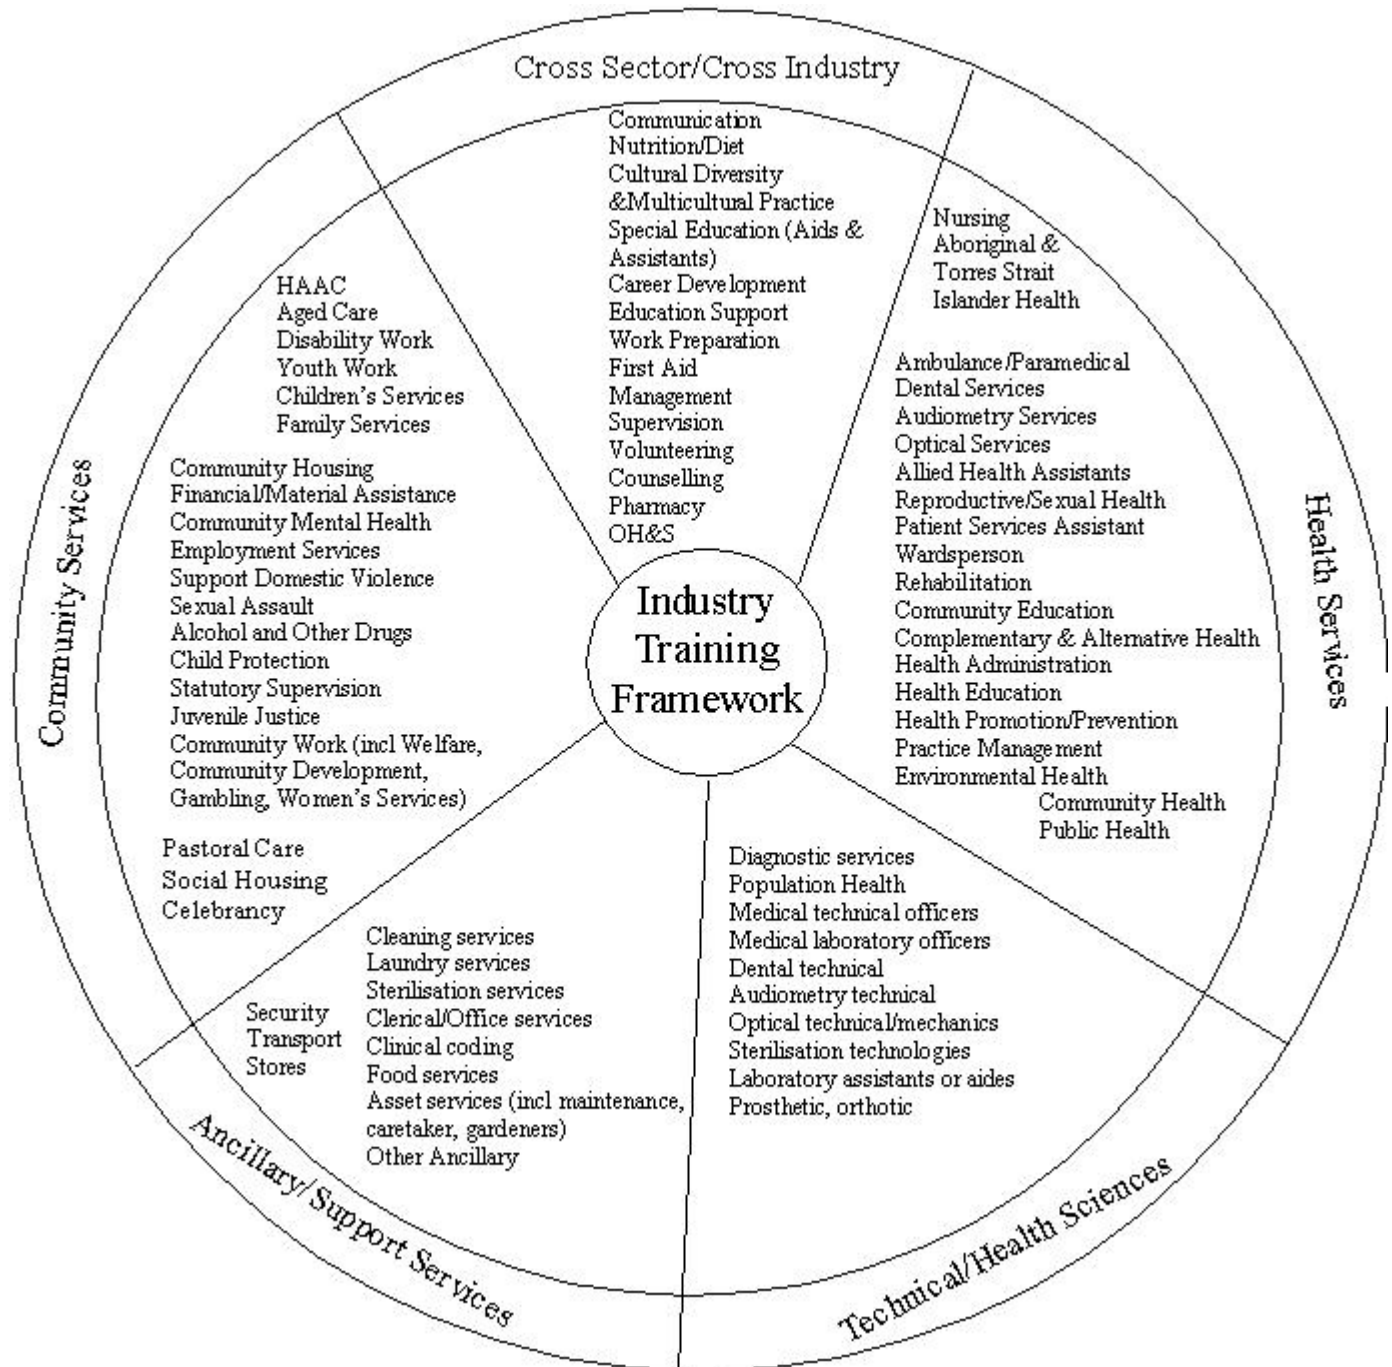 Cross Sector/Cross Industry
Communication
Nutrition/Diet
Cultural Diversity
&Multicultural Practice
Special Education (Aids &
Assistants)
Career Development
Education Support
Work Preparation
First Aid
Management
Supervision
Volunteering
Counselling
Pharmacy
OH&S
Health Services
Nursing
Aboriginal &
Torres Strait
Islander Health
Ambulance/Paramedical
Dental Services
Audiometry Services
Optical Services
Allied Health Assistants
Reproductive/Sexual Health
Patient Services Assistant
Wardsperson
Rehabilitation
Community Education
Complementary & Alternative Health
Health Administration
Health Education
Health Promotion/Prevention
Practice Management
Environmental Health
Community Health
Public Health
Technical/Health Sciences
Diagnostic services
Population Health
Medical technical officers
Medical laboratory officers
Dental technical
Audiometry technical
Optical technical/mechanics
Sterilisation technologies
Laboratory assistants or aides
Prosthetic, orthotic
Ancillary/Support Services
Security
Transport
Stores
Cleaning services
Laundry services
Sterilisation services
Clerical/Office services
Clinical coding
Food services
Asset services (incl maintenance,
caretaker, gardeners)
Other Ancillary
Community Services
HAAC
Aged Care
Disability Work
Youth Work
Children's Services
Family Services
Community Housing
Financial/Material Assistance
Community Mental Health
Employment Services
Support Domestic Violence
Sexual Assault
Alcohol and Other Drugs
Child Protection
Statutory Supervision
Juvenile Justice
Community Work (incl Welfare,
Community Development,
Gambling, Women's Services)
Pastoral Care
Social Housing
Celebrancy
Industry
Training
Framework